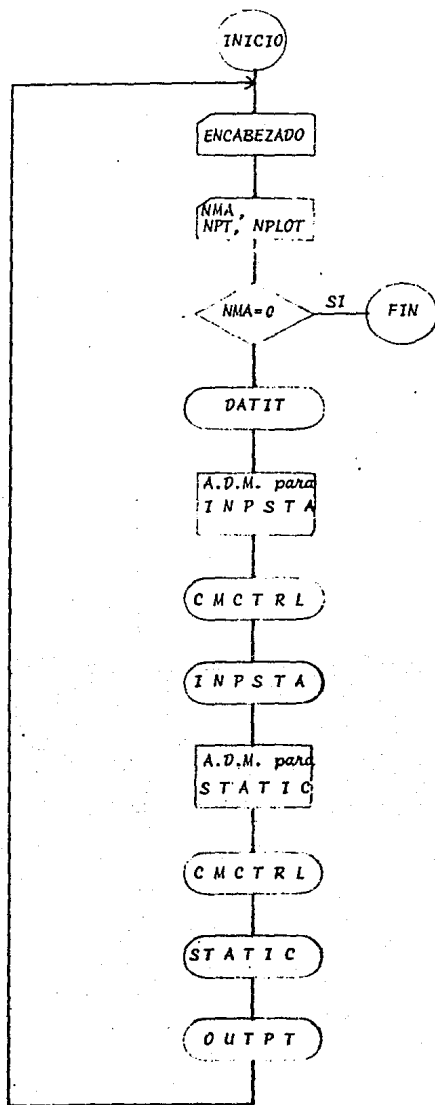 INICIO
ENCABEZADO
NMA,
NPT, NPLOT
NMA=0
SI
FIN
DATIT
A.D.M. para
INPSTA
CMCTRL
INPSTA
A.D.M. para
STATIC
CMCTRL
STATIC
OUTPT